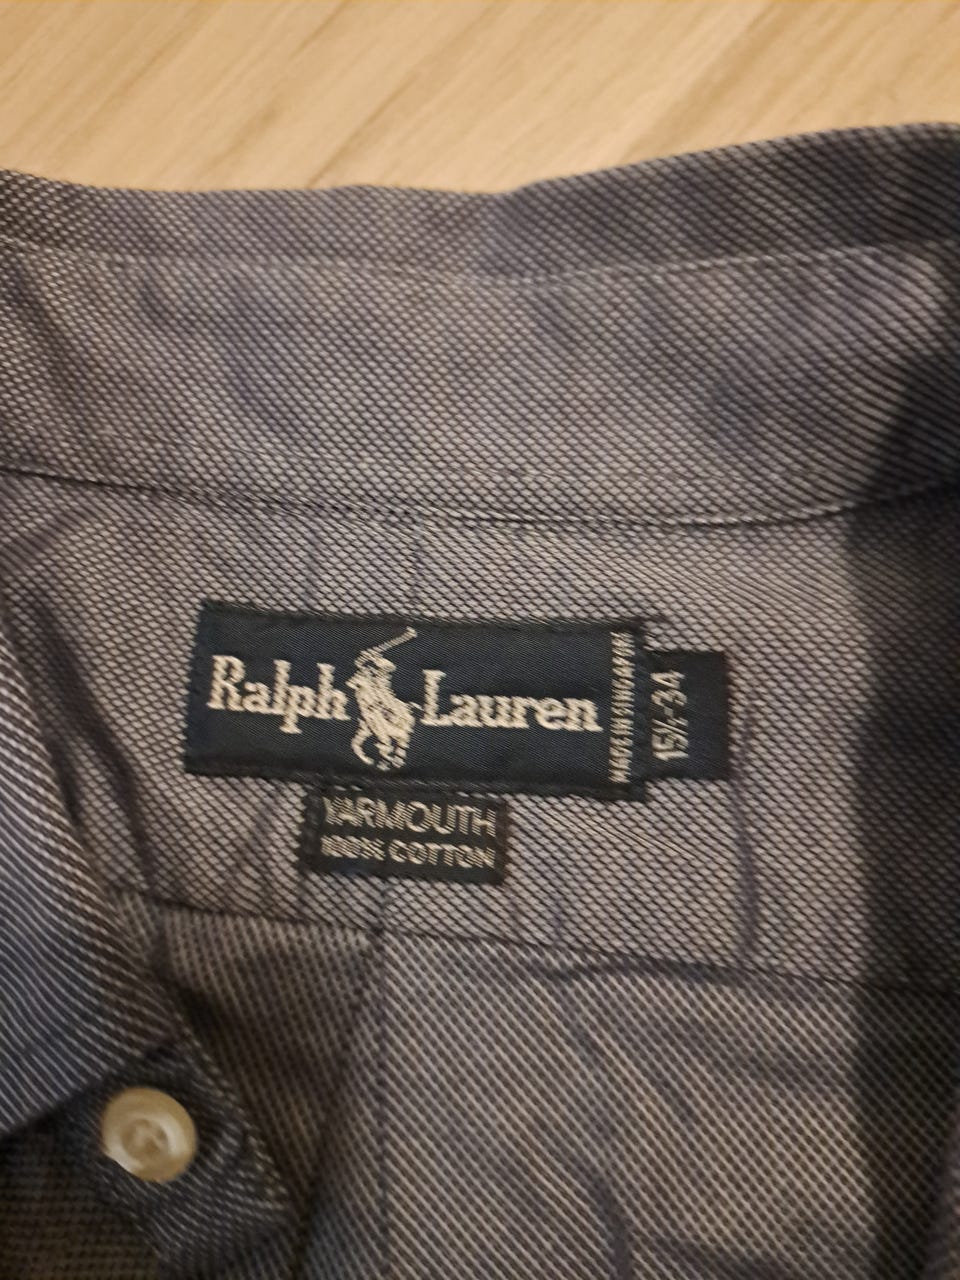 Ralph Lauren
MADE IN SINGAPORE
15½-34
YARMOUTH
100% COTTON